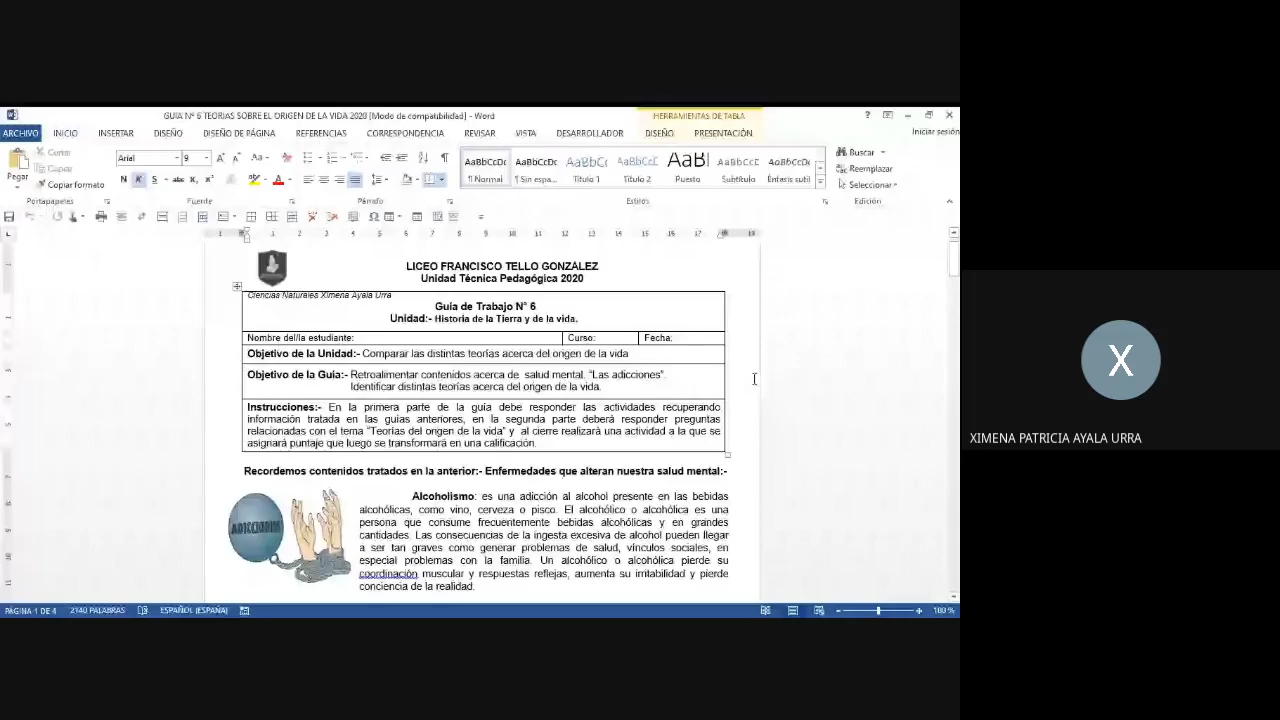 GUIA N° 6 TEORIAS SOBRE EL ORIGEN DE LA VIDA 2020 [Modo de compatibilidad] - Word
HERRAMIENTAS DE TABLA
ARCHIVO INICIO INSERTAR DISEÑO DISEÑO DE PÁGINA REFERENCIAS CORRESPONDENCIA REVISAR VISTA DESARROLLADOR DISEÑO PRESENTACIÓN Iniciar sesión
Pegar
Cortar
Copiar
Copiar formato
Portapapeles
Arial 9
Fuente
Párrafo
AaBbCcDc AaBbCcDc AaBbCc AaBbCcD AaBl AaBbCcD AaBbCcDc
¶ Normal ¶ Sin espa... Título 1 Título 2 Puesto Subtítulo Énfasis sutil
Estilos
Buscar
Reemplazar
Seleccionar
Edición
LICEO FRANCISCO TELLO GONZÁLEZ
Unidad Técnica Pedagógica 2020
Ciencias Naturales Ximena Ayala Urra
Guía de Trabajo N° 6
Unidad:- Historia de la Tierra y de la vida.
Nombre del/la estudiante: Curso: Fecha:
Objetivo de la Unidad:- Comparar las distintas teorías acerca del origen de la vida
Objetivo de la Guía:- Retroalimentar contenidos acerca de salud mental. “Las adicciones”.
Identificar distintas teorías acerca del origen de la vida.
Instrucciones:- En la primera parte de la guía debe responder las actividades recuperando
información tratada en las guías anteriores, en la segunda parte deberá responder preguntas
relacionadas con el tema “Teorías del origen de la vida” y al cierre realizará una actividad a la que se
asignará puntaje que luego se transformará en una calificación.
Recordemos contenidos tratados en la anterior:- Enfermedades que alteran nuestra salud mental:-
ADICCIONES
Alcoholismo: es una adicción al alcohol presente en las bebidas
alcohólicas, como vino, cerveza o pisco. El alcohólico o alcohólica es una
persona que consume frecuentemente bebidas alcohólicas y en grandes
cantidades. Las consecuencias de la ingesta excesiva de alcohol pueden llegar
a ser tan graves como generar problemas de salud, vínculos sociales, en
especial problemas con la familia. Un alcohólico o alcohólica pierde su
coordinación muscular y respuestas reflejas, aumenta su irritabilidad y pierde
conciencia de la realidad.
PÁGINA 1 DE 4 2140 PALABRAS ESPAÑOL (ESPAÑA) 100 %
X
XIMENA PATRICIA AYALA URRA